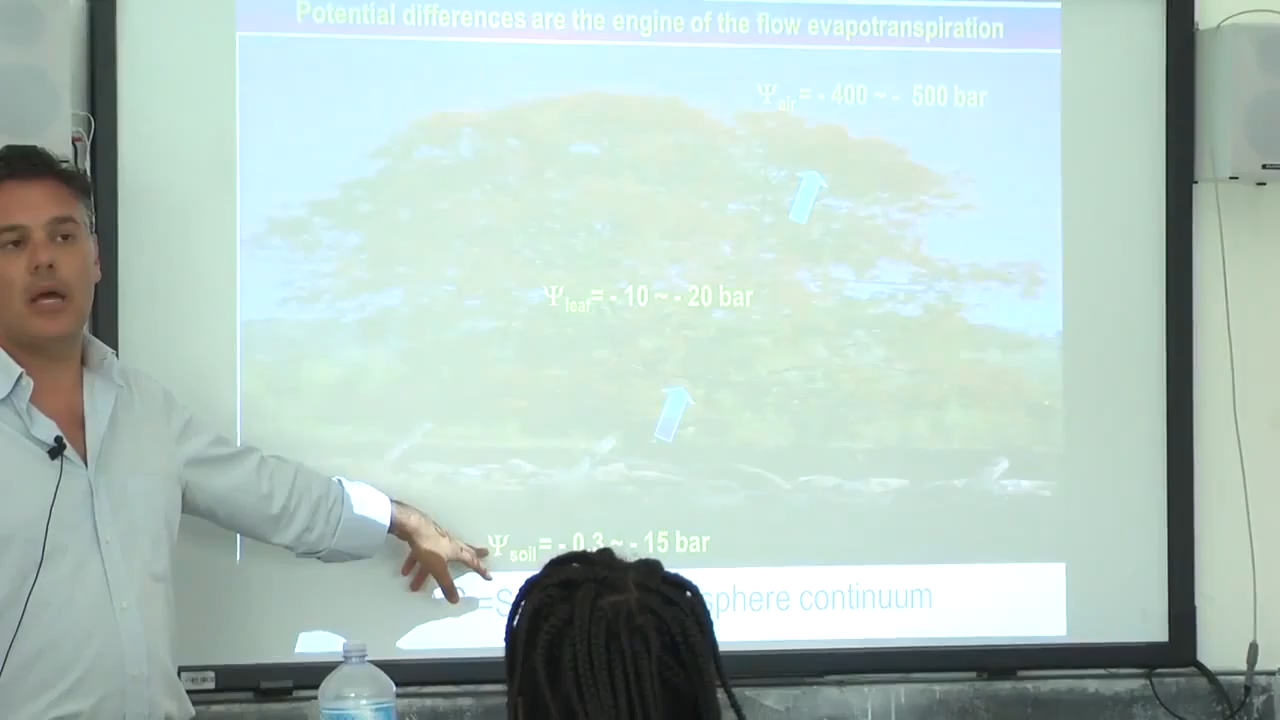 Potential differences are the engine of the flow evapotranspiration
Ψair= - 400 ~ - 500 bar
Ψleaf= - 10 ~ - 20 bar
Ψsoil= - 0.3 ~ - 15 bar
=S sphere continuum